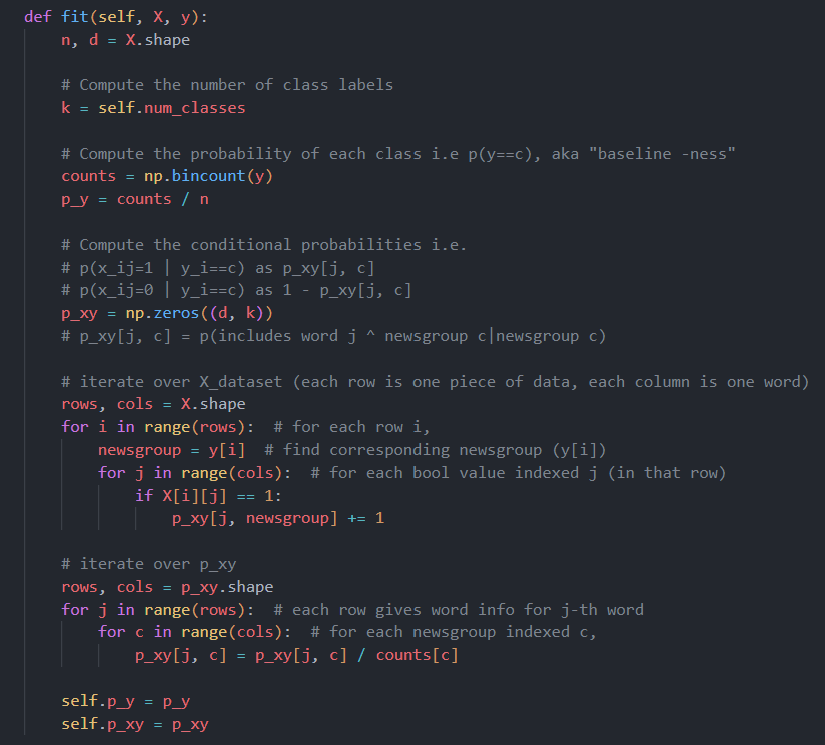 def fit(self, X, y):
    n, d = X.shape

    # Compute the number of class labels
    k = self.num_classes

    # Compute the probability of each class i.e p(y==c), aka "baseline -ness"
    counts = np.bincount(y)
    p_y = counts / n

    # Compute the conditional probabilities i.e.
    # p(x_ij=1 | y_i==c) as p_xy[j, c]
    # p(x_ij=0 | y_i==c) as 1 - p_xy[j, c]
    p_xy = np.zeros((d, k))
    # p_xy[j, c] = p(includes word j ^ newsgroup c|newsgroup c)

    # iterate over X_dataset (each row is one piece of data, each column is one word)
    rows, cols = X.shape
    for i in range(rows):  # for each row i,
        newsgroup = y[i]  # find corresponding newsgroup (y[i])
        for j in range(cols):  # for each bool value indexed j (in that row)
            if X[i][j] == 1:
                p_xy[j, newsgroup] += 1

    # iterate over p_xy
    rows, cols = p_xy.shape
    for j in range(rows):  # each row gives word info for j-th word
        for c in range(cols):  # for each newsgroup indexed c,
            p_xy[j, c] = p_xy[j, c] / counts[c]

    self.p_y = p_y
    self.p_xy = p_xy